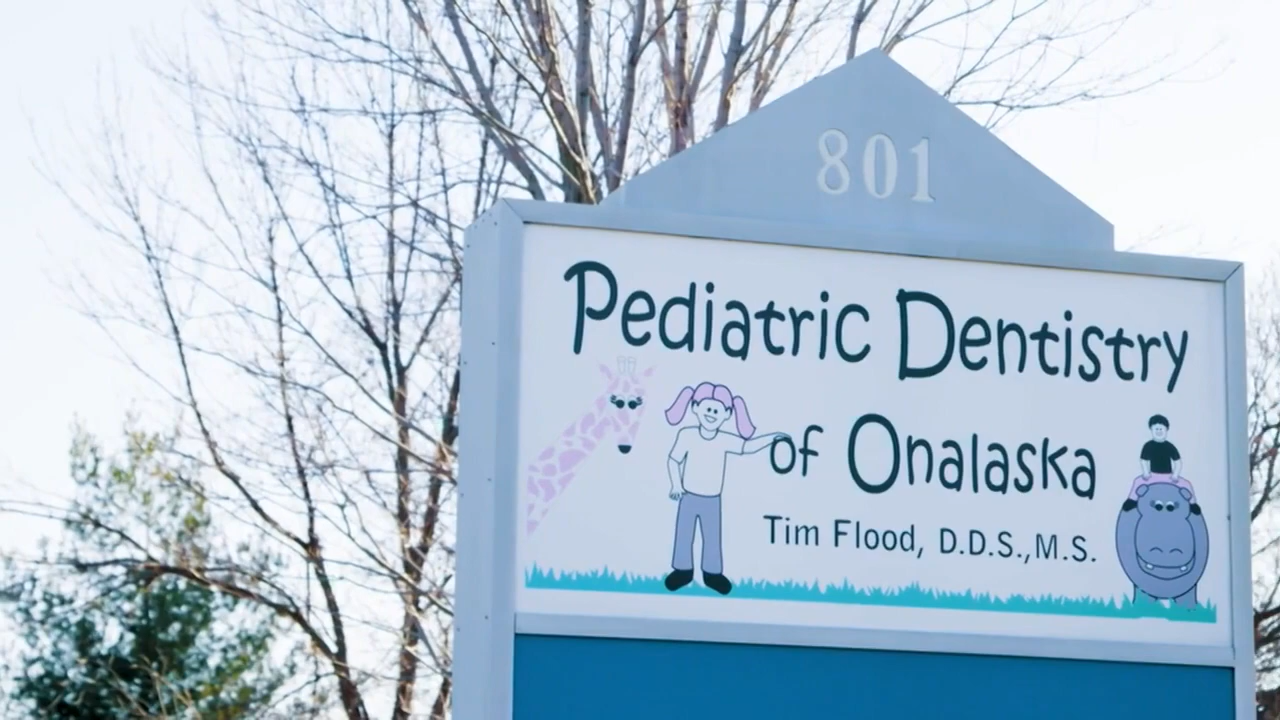 801
Pediatric Dentistry
of Onalaska
Tim Flood, D.D.S.,M.S.